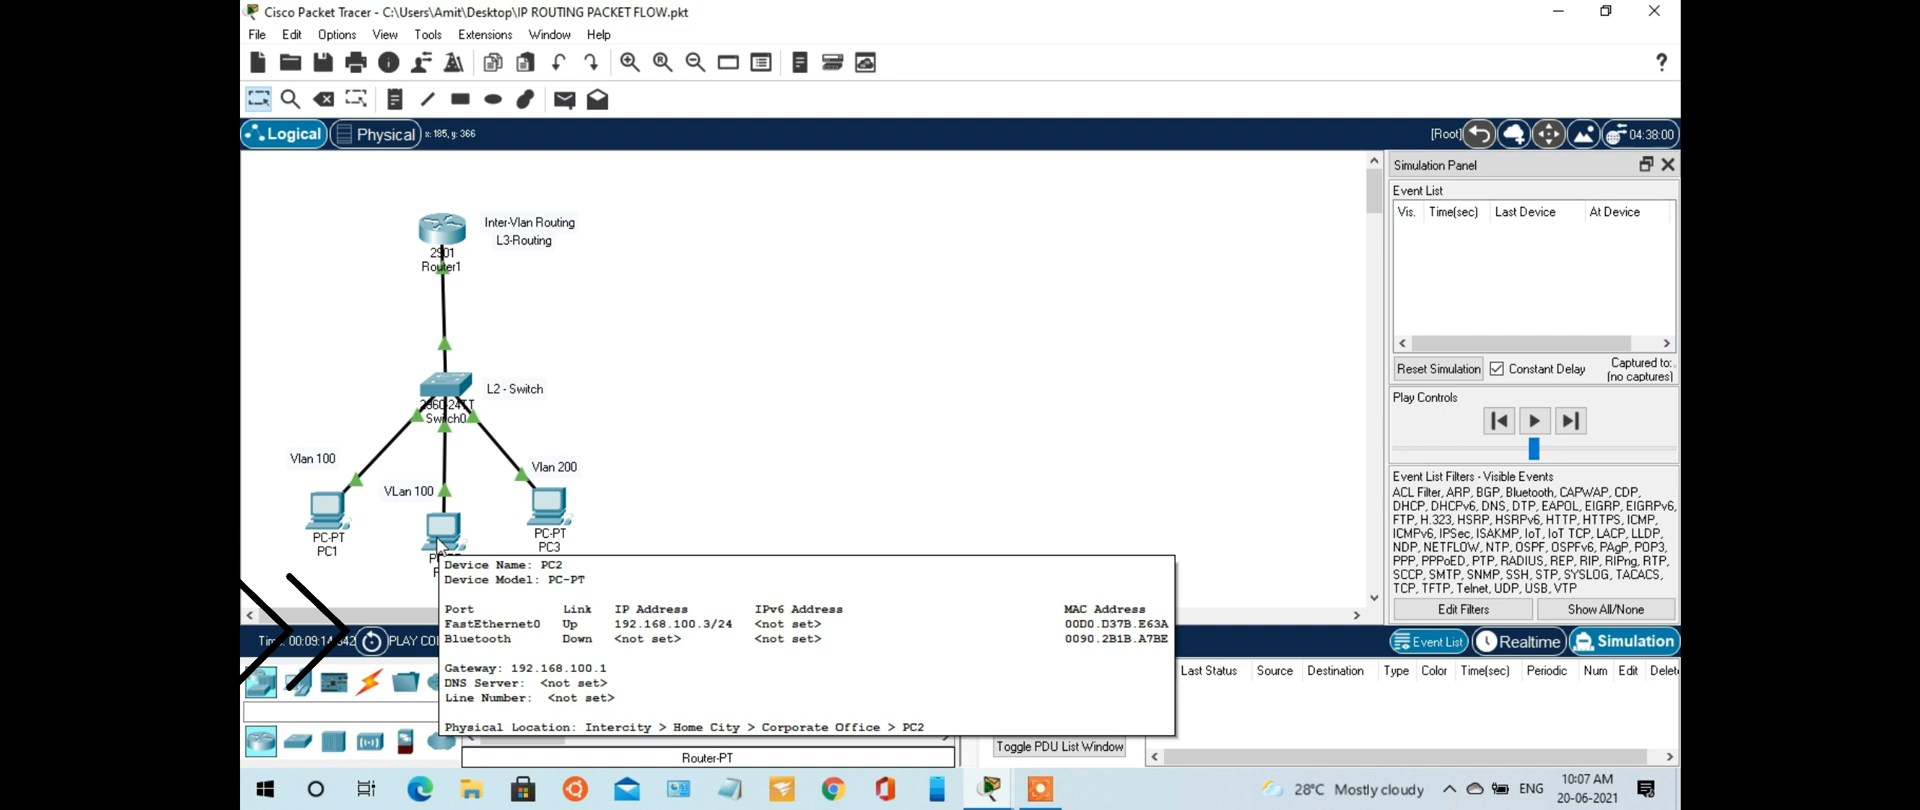 Cisco Packet Tracer - C:\Users\Amit\Desktop\IP ROUTING PACKET FLOW.pkt
File Edit Options View Tools Extensions Window Help
Logical Physical x: 185, y: 366 [Root] 04:38:00
Simulation Panel
Event List
Vis. Time(sec) Last Device At Device
Inter-Vlan Routing
L3-Routing
2901
Router1
L2 - Switch
2960-24TT
Switch0
Reset Simulation Constant Delay Captured to:
(no captures)
Play Controls
Vlan 100
VLan 100
Vlan 200
PC-PT
PC1
PC-PT
PC3
Event List Filters - Visible Events
ACL Filter, ARP, BGP, Bluetooth, CAPWAP, CDP,
DHCP, DHCPv6, DNS, DTP, EAPOL, EIGRP, EIGRPv6,
FTP, H.323, HSRP, HSRPv6, HTTP, HTTPS, ICMP,
ICMPv6, IPSec, ISAKMP, IoT, IoT TCP, LACP, LLDP,
NDP, NETFLOW, NTP, OSPF, OSPFv6, PAgP, POP3,
PPP, PPPoED, PTP, RADIUS, REP, RIP, RIPng, RTP,
SCCP, SMTP, SNMP, SSH, STP, SYSLOG, TACACS,
TCP, TFTP, Telnet, UDP, USB, VTP
Edit Filters Show All/None
Device Name: PC2
Device Model: PC-PT
Port Link IP Address IPv6 Address MAC Address
FastEthernet0 Up 192.168.100.3/24 <not set> 00D0.D37B.E63A
Bluetooth Down <not set> <not set> 0090.2B1B.A7BE
Gateway: 192.168.100.1
DNS Server: <not set>
Line Number: <not set>
Physical Location: Intercity > Home City > Corporate Office > PC2
00:09:14 PLAY CO
Event List Realtime Simulation
Last Status Source Destination Type Color Time(sec) Periodic Num Edit Delet
Toggle PDU List Window
Router-PT
28°C Mostly cloudy ENG
10:07 AM
20-06-2021